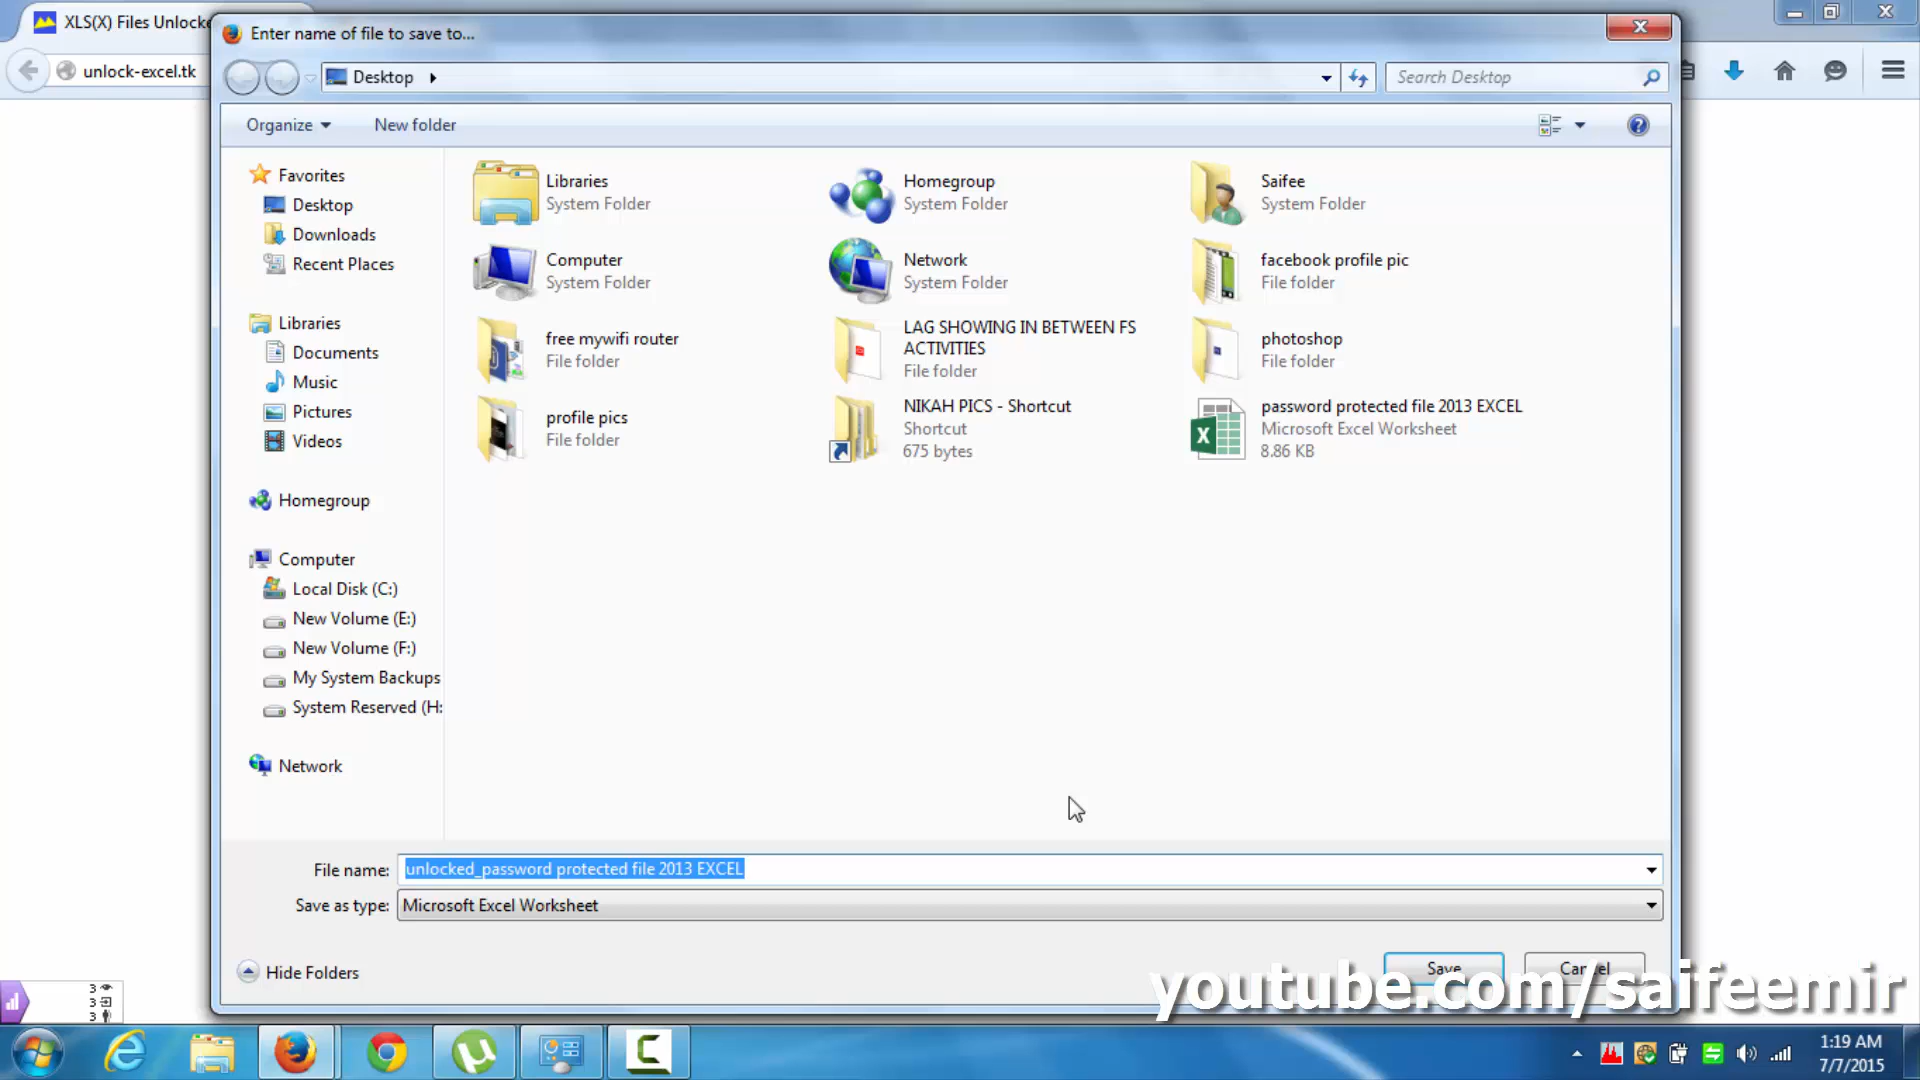 XLS(X) Files Unlocke
Enter name of file to save to...
unlock-excel.tk
Desktop
Search Desktop
Organize
New folder
Favorites
Desktop
Downloads
Recent Places
Libraries
Documents
Music
Pictures
Videos
Homegroup
Computer
Local Disk (C:)
New Volume (E:)
New Volume (F:)
My System Backups
System Reserved (H:
Network
Libraries
System Folder
Homegroup
System Folder
Saifee
System Folder
Computer
System Folder
Network
System Folder
facebook profile pic
File folder
free mywifi router
File folder
LAG SHOWING IN BETWEEN FS
ACTIVITIES
File folder
photoshop
File folder
profile pics
File folder
NIKAH PICS - Shortcut
Shortcut
675 bytes
password protected file 2013 EXCEL
Microsoft Excel Worksheet
8.86 KB
File name: unlocked_password protected file 2013 EXCEL
Save as type: Microsoft Excel Worksheet
Hide Folders
Save
Cancel
youtube.com/saifeemir
3
3
3
1:19 AM
7/7/2015